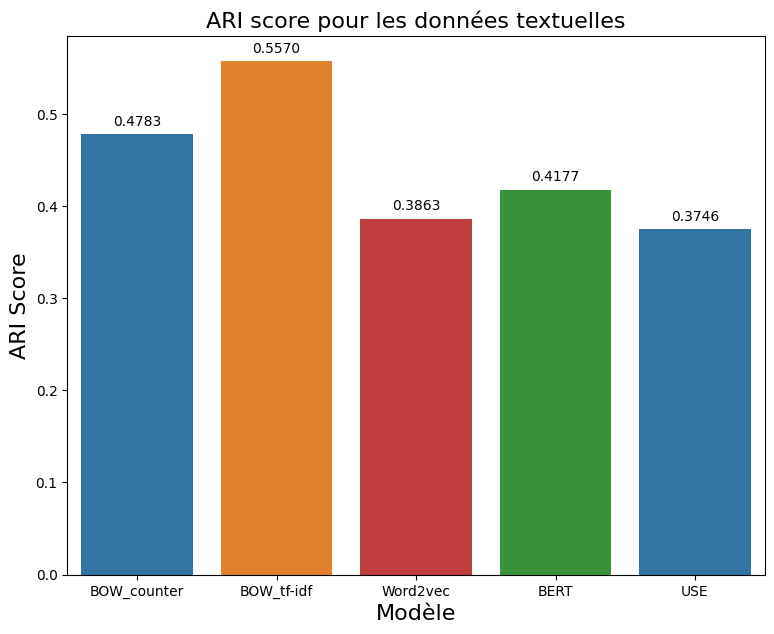 ARI score pour les données textuelles
0.5570
0.4783
0.4177
0.3863
0.3746
ARI Score
0.5
0.4
0.3
0.2
0.1
0.0
BOW_counter
BOW_tf-idf
Word2vec
BERT
USE
Modèle